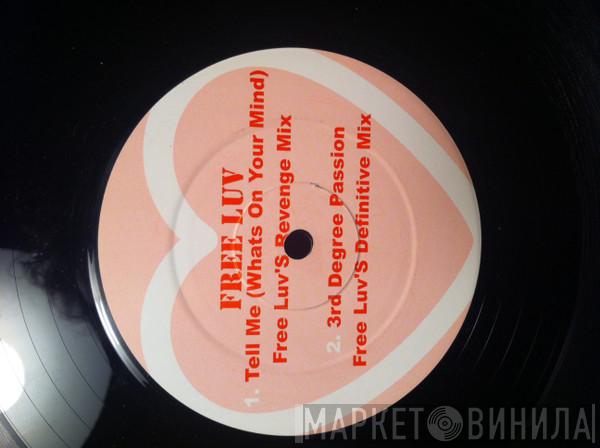 FREE LUV
1. Tell Me (Whats On Your Mind)
Free Luv'S Revenge Mix
2. 3rd Degree Passion
Free Luv'S Definitive Mix
МАРКЕТ ВИНИЛА